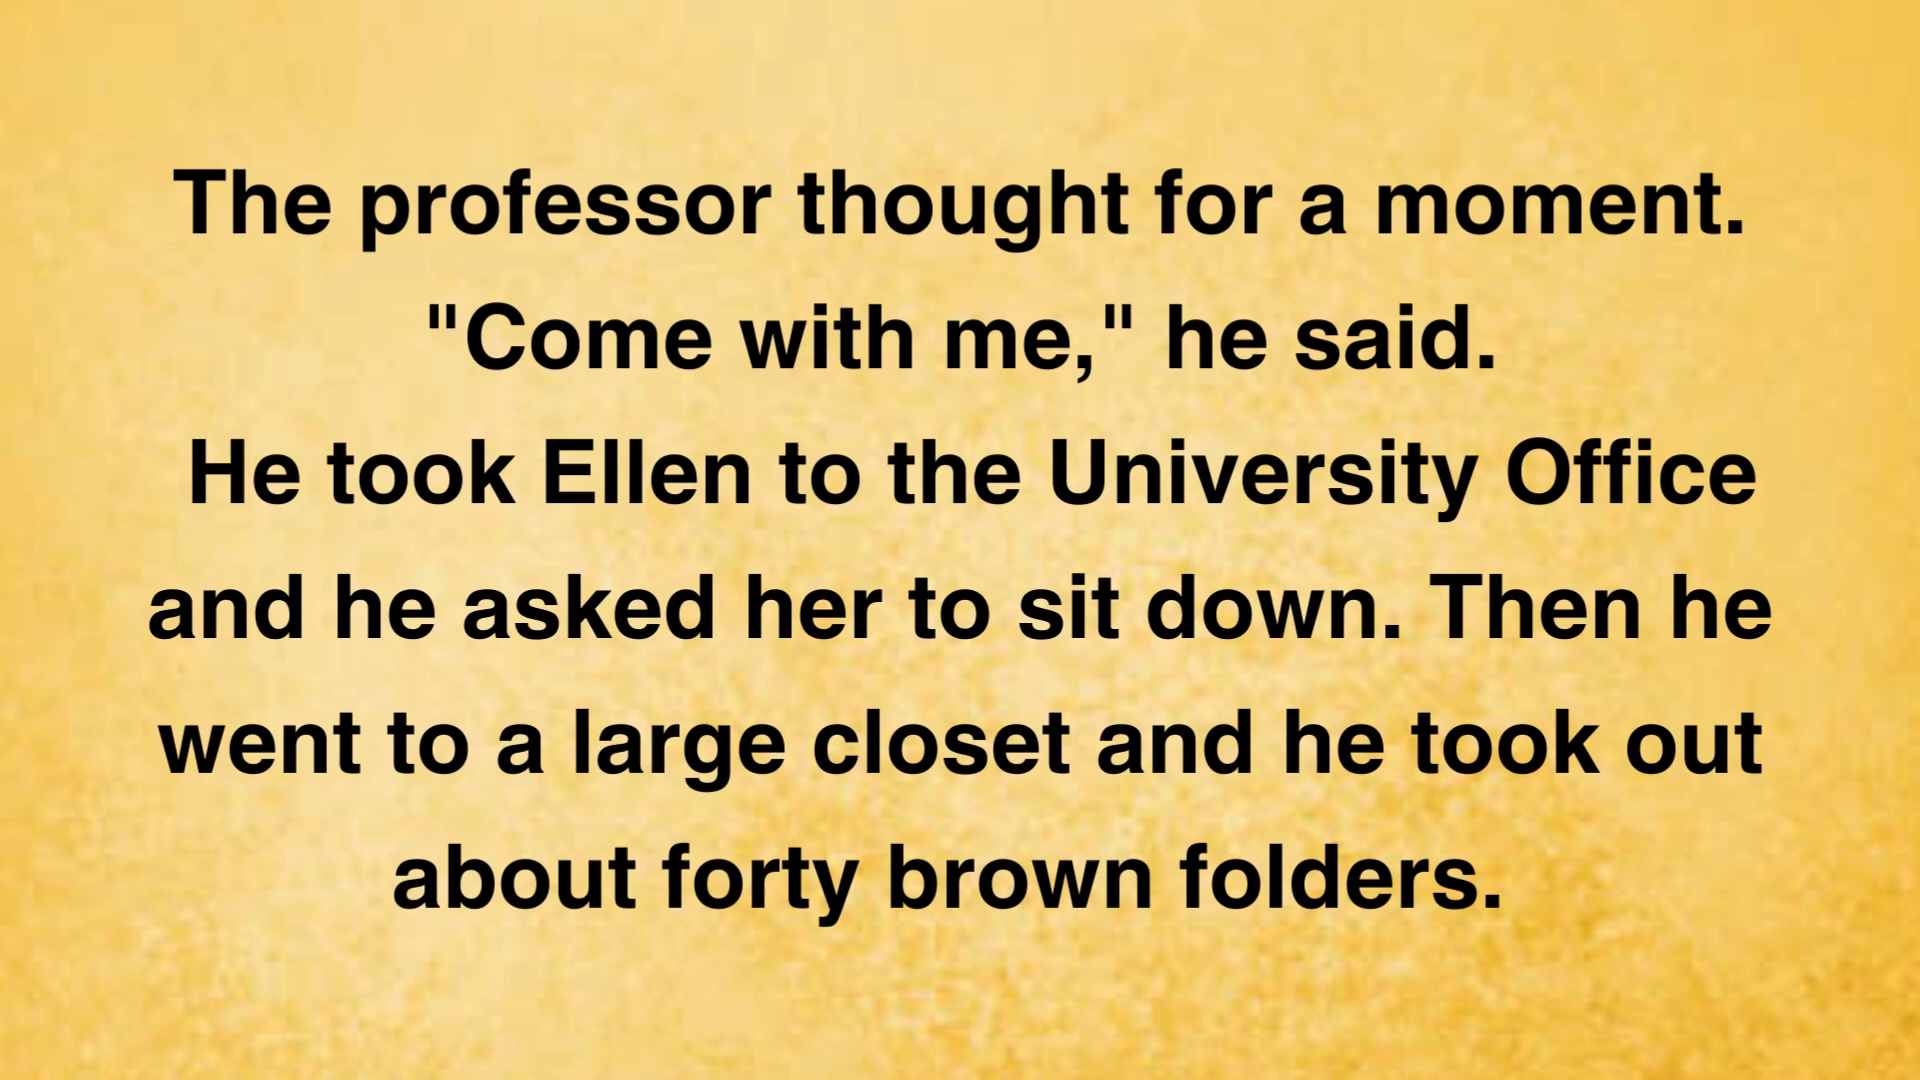 The professor thought for a moment.
"Come with me," he said.
He took Ellen to the University Office
and he asked her to sit down. Then he
went to a large closet and he took out
about forty brown folders.